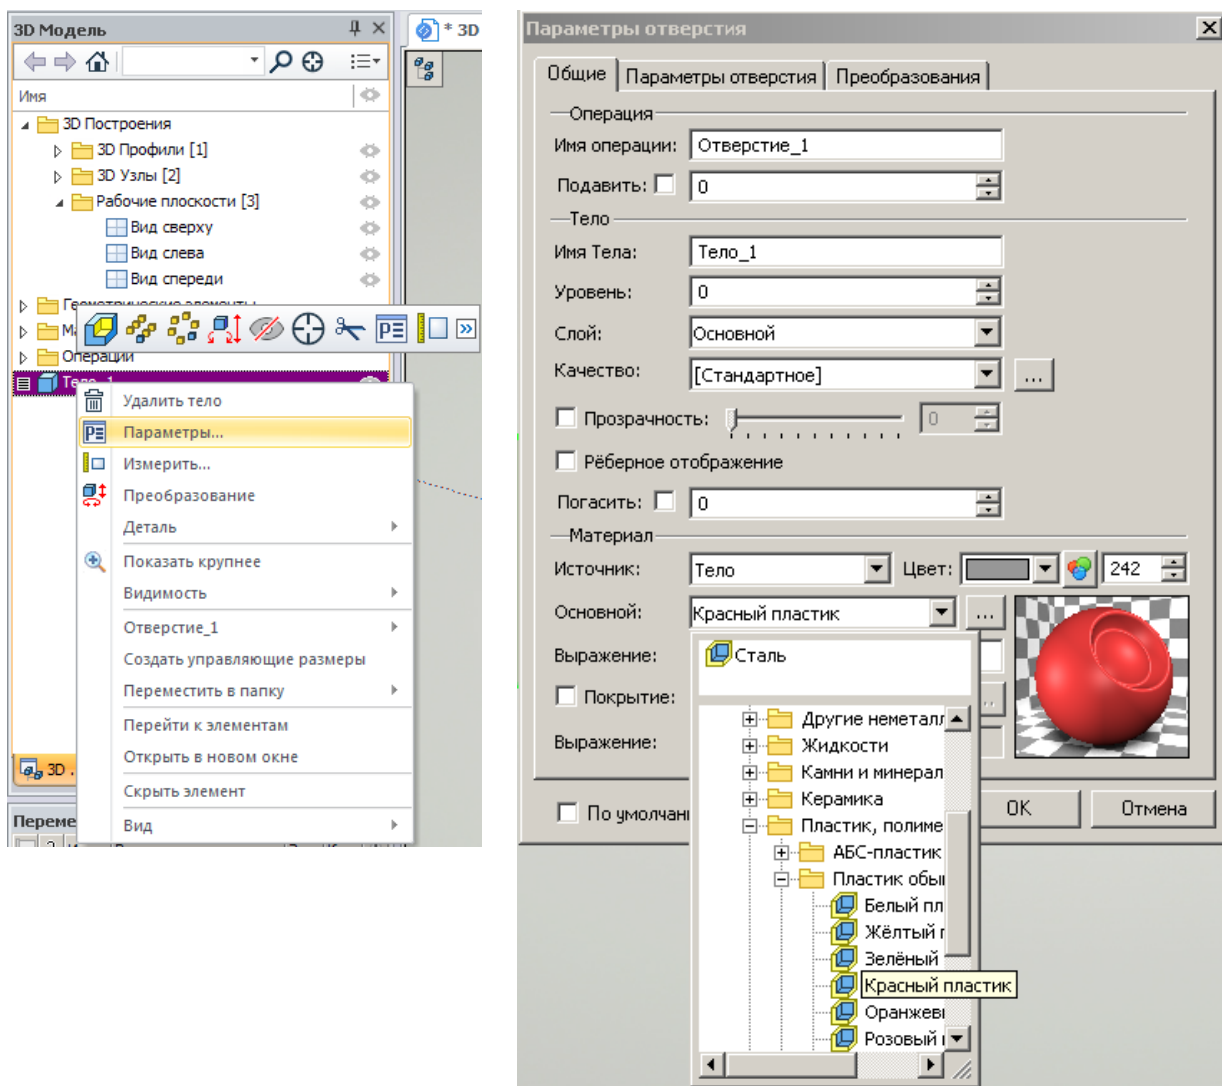 3D Модель
* 3D
Имя
3D Построения
3D Профили [1]
3D Узлы [2]
Рабочие плоскости [3]
Вид сверху
Вид слева
Вид спереди
Геометрические элементы
Операции
Тело_1
Удалить тело
Параметры...
Измерить...
Преобразование
Деталь
Показать крупнее
Видимость
Отверстие_1
Создать управляющие размеры
Переместить в папку
Перейти к элементам
Открыть в новом окне
Скрыть элемент
Вид
3D .
Переме
Параметры отверстия
Общие Параметры отверстия Преобразования
Операция
Имя операции: Отверстие_1
Подавить: 0
Тело
Имя Тела: Тело_1
Уровень: 0
Слой: Основной
Качество: [Стандартное] ...
Прозрачность: 0
Рёберное отображение
Погасить: 0
Материал
Источник: Тело Цвет: 242
Основной: Красный пластик ...
Выражение:
Сталь
Покрытие:
Выражение:
Другие неметалл
Жидкости
Камни и минерал
Керамика
Пластик, полиме
АБС-пластик
Пластик обы
Белый пл
Жёлтый
Зелёный
Красный пластик
Оранжев
Розовый
По умолчан
ОК Отмена